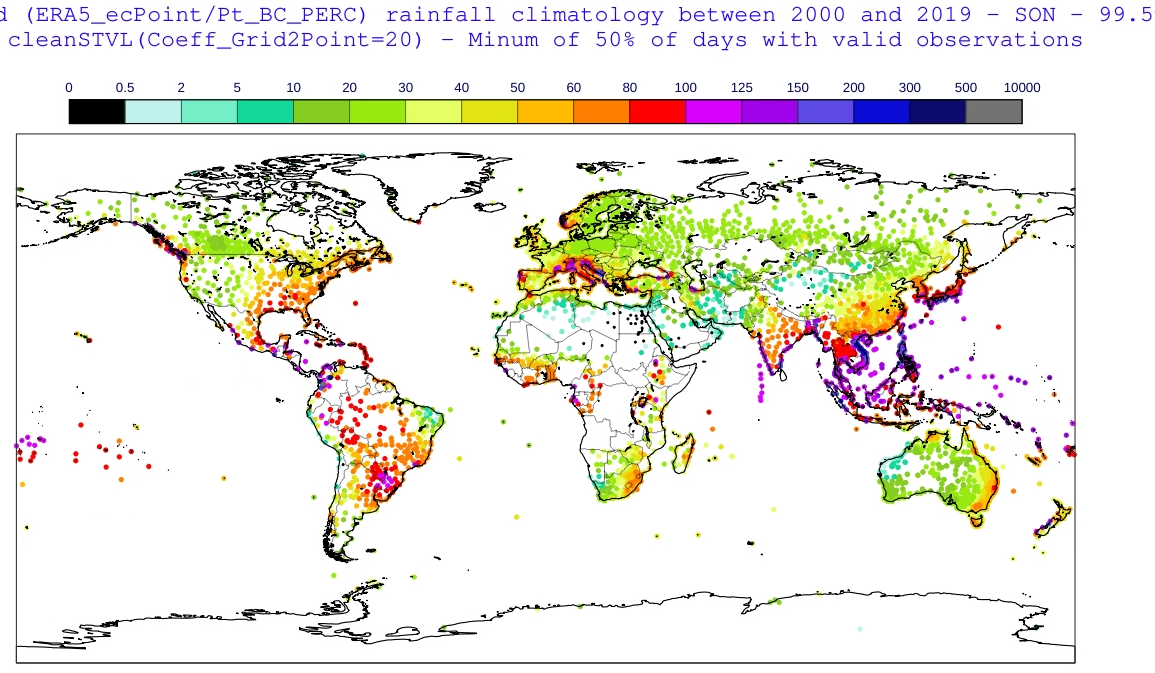 d (ERA5_ecPoint/Pt_BC_PERC) rainfall climatology between 2000 and 2019 - SON - 99.5
cleanSTVL(Coeff_Grid2Point=20) - Minum of 50% of days with valid observations
0 0.5 2 5 10 20 30 40 50 60 80 100 125 150 200 300 500 10000